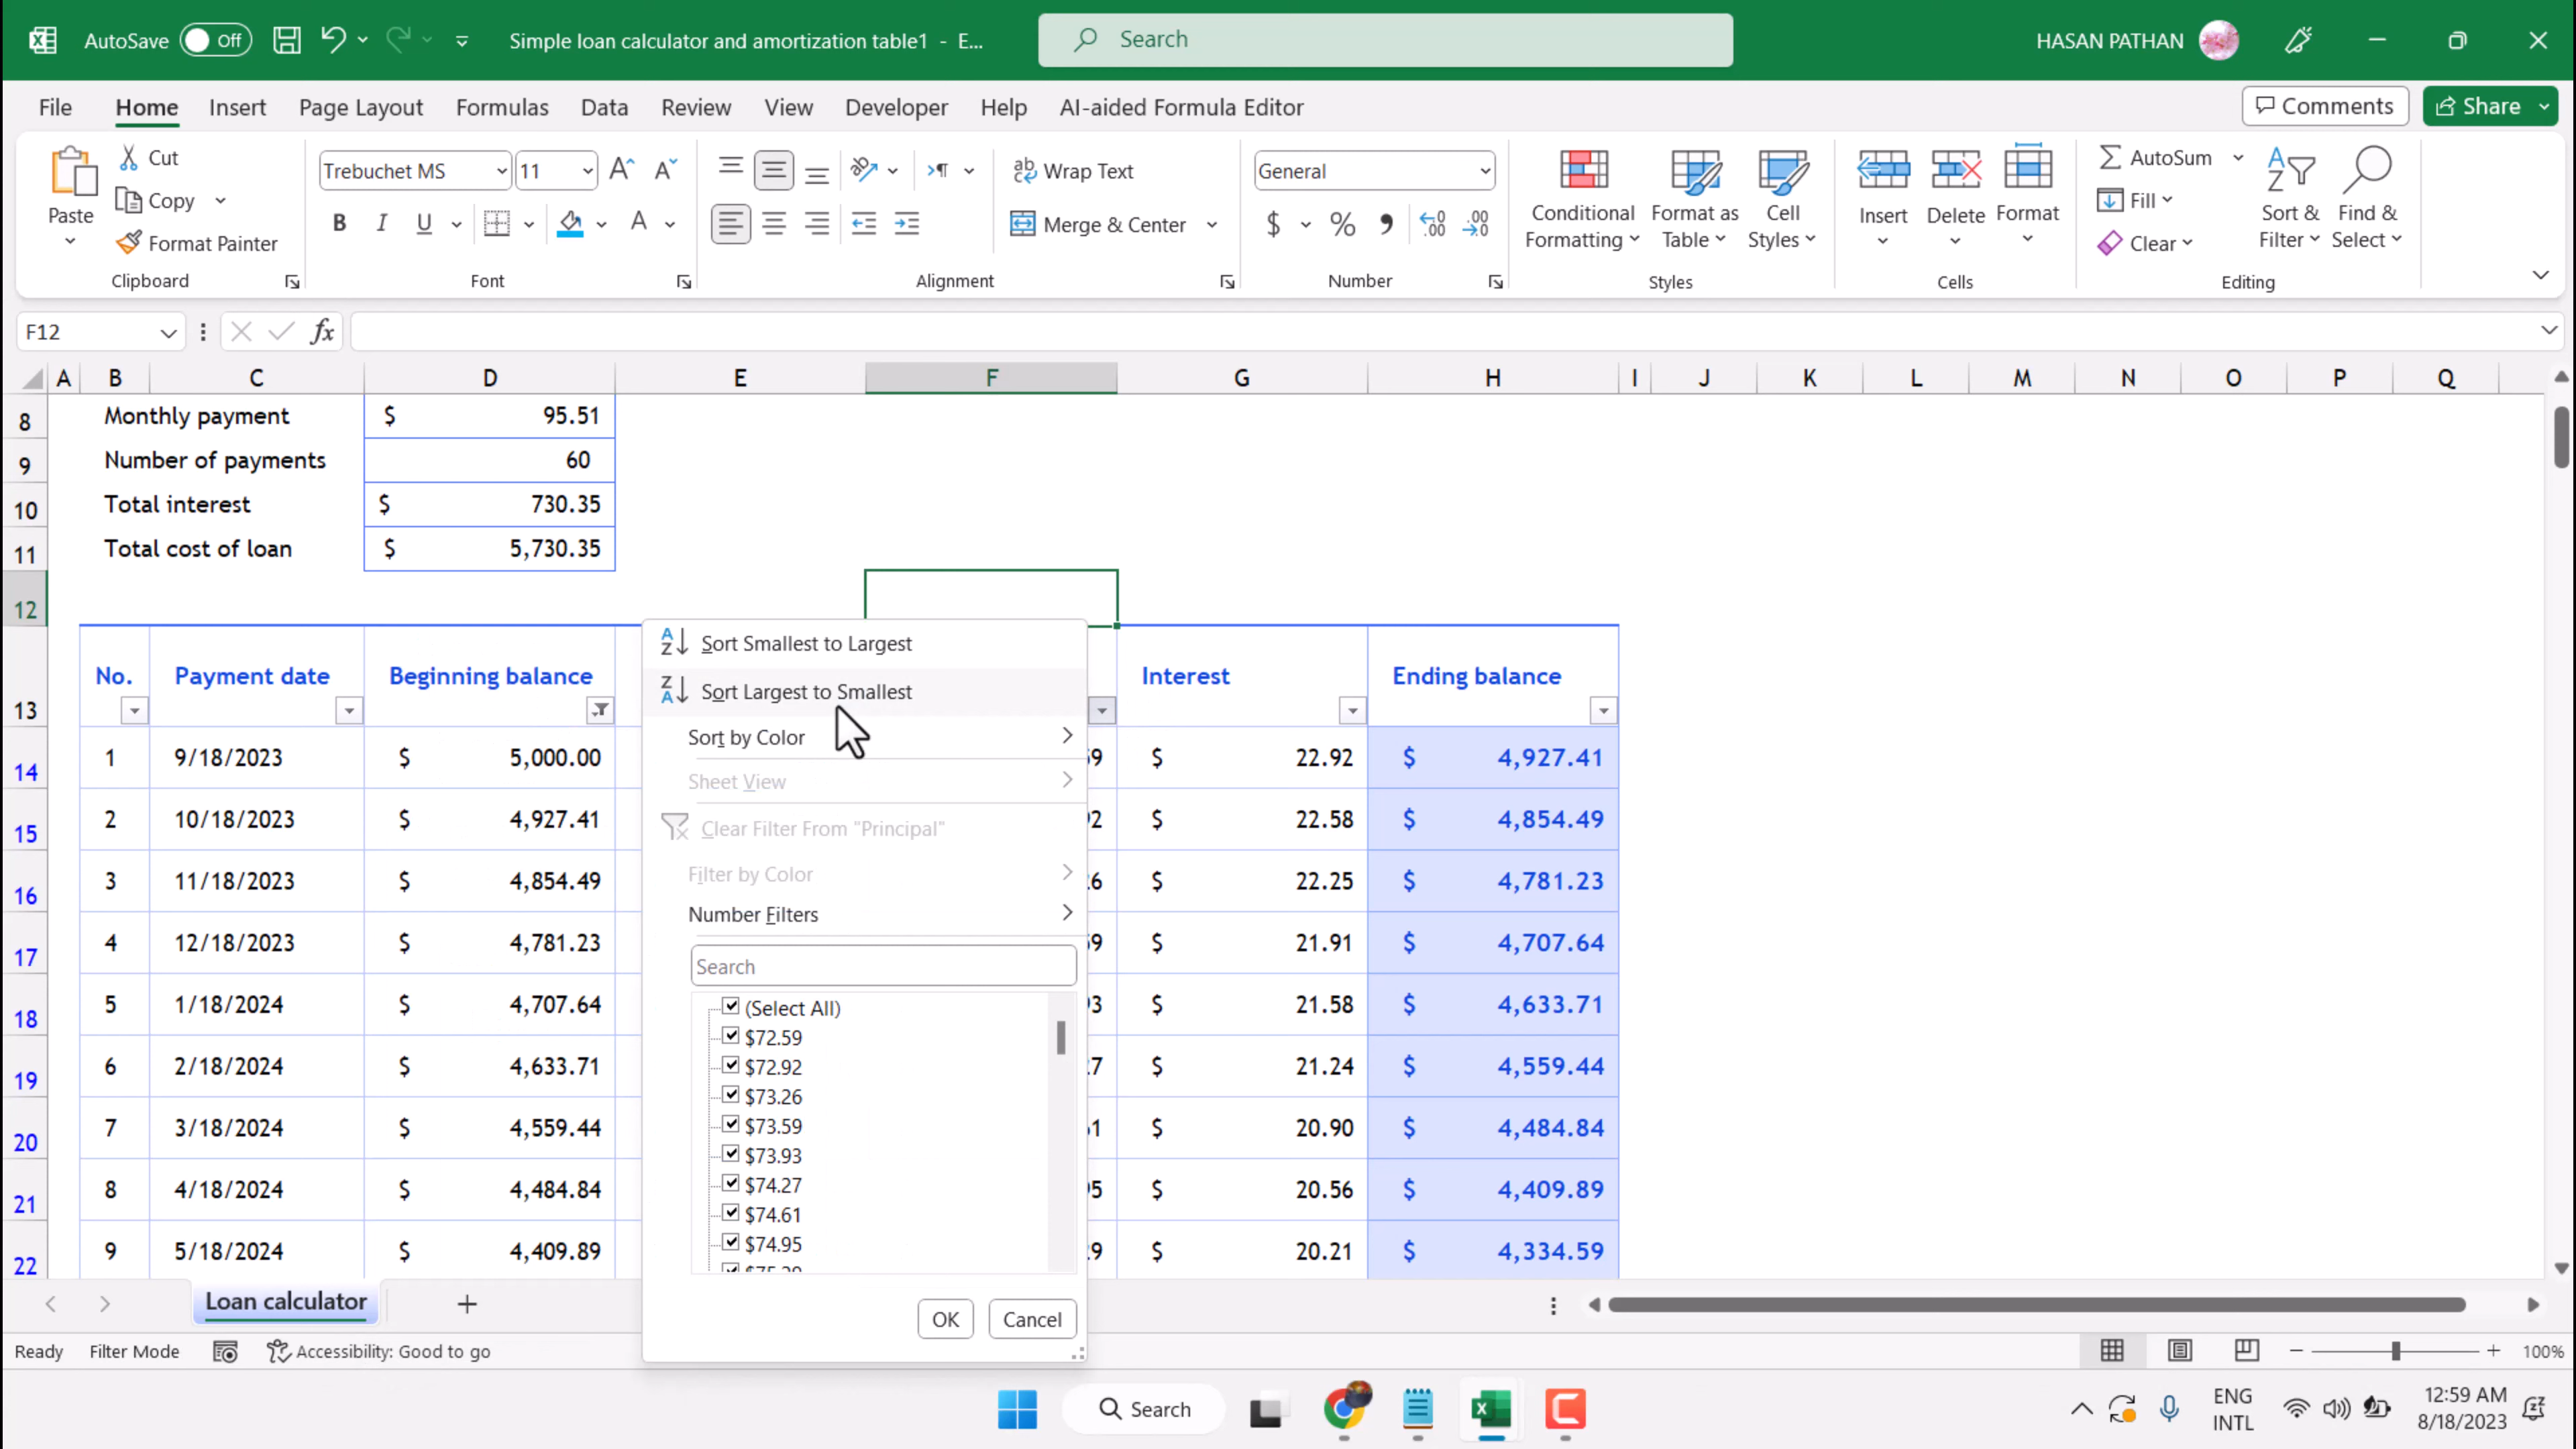 AutoSave Off Simple loan calculator and amortization table1 - E... Search HASAN PATHAN
File Home Insert Page Layout Formulas Data Review View Developer Help AI-aided Formula Editor Comments Share
Paste Cut Copy Format Painter Clipboard
Trebuchet MS 11 B I U A Font
Wrap Text Merge & Center Alignment
General $ % , Number
Conditional Formatting Format as Table Cell Styles Styles
Insert Delete Format Cells
AutoSum Fill Clear Sort & Filter Find & Select Editing
F12 fx
A B C D E F G H I J K L M N O P Q
8 Monthly payment $ 95.51
9 Number of payments 60
10 Total interest $ 730.35
11 Total cost of loan $ 5,730.35
12
13 No. Payment date Beginning balance Interest Ending balance
14 1 9/18/2023 $ 5,000.00 $ 22.92 $ 4,927.41
15 2 10/18/2023 $ 4,927.41 $ 22.58 $ 4,854.49
16 3 11/18/2023 $ 4,854.49 $ 22.25 $ 4,781.23
17 4 12/18/2023 $ 4,781.23 $ 21.91 $ 4,707.64
18 5 1/18/2024 $ 4,707.64 $ 21.58 $ 4,633.71
19 6 2/18/2024 $ 4,633.71 $ 21.24 $ 4,559.44
20 7 3/18/2024 $ 4,559.44 $ 20.90 $ 4,484.84
21 8 4/18/2024 $ 4,484.84 $ 20.56 $ 4,409.89
22 9 5/18/2024 $ 4,409.89 $ 20.21 $ 4,334.59
Sort Smallest to Largest
Sort Largest to Smallest
Sort by Color
Sheet View
Clear Filter From "Principal"
Filter by Color
Number Filters
Search
(Select All)
$72.59
$72.92
$73.26
$73.59
$73.93
$74.27
$74.61
$74.95
OK Cancel
Loan calculator
Ready Filter Mode Accessibility: Good to go 100%
Search ENG INTL 12:59 AM 8/18/2023